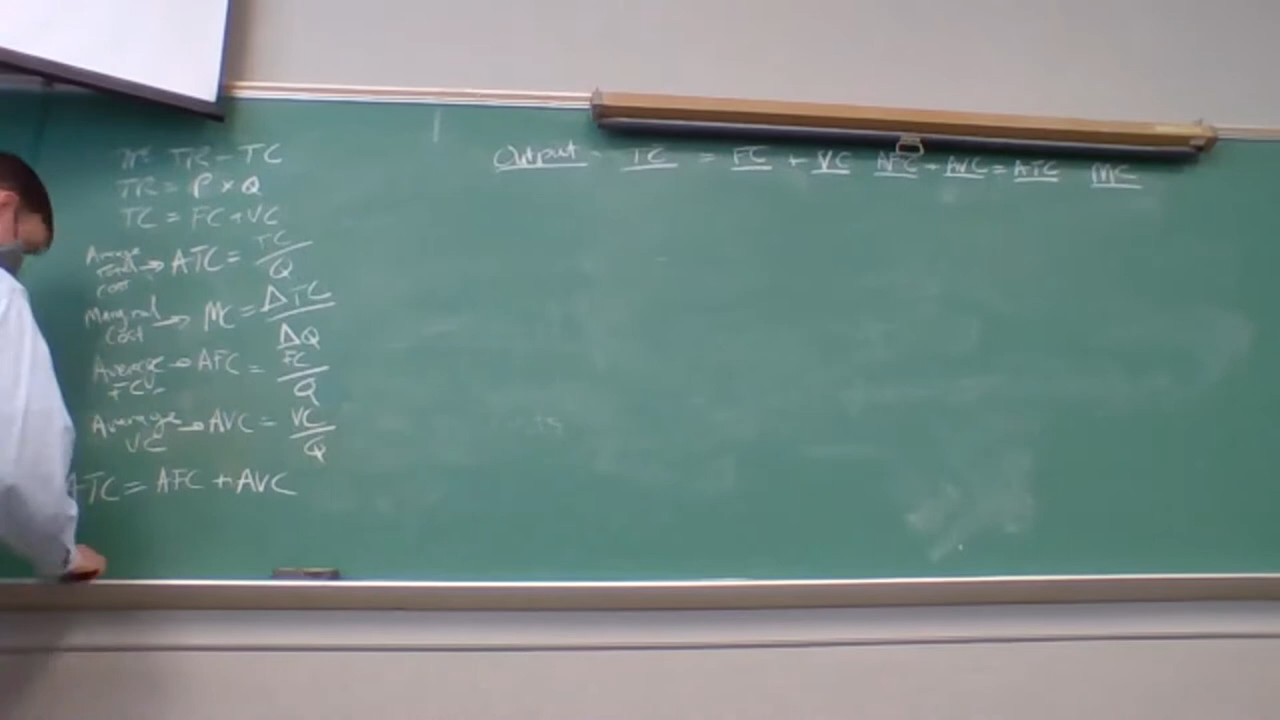 π = TR - TC
TR = P × Q
TC = FC + VC
Average total cost → ATC = TC / Q
Marginal cost → MC = ΔTC / ΔQ
Average FC → AFC = FC / Q
Average VC → AVC = VC / Q
ATC = AFC + AVC
Output TC = FC + VC AFC + AVC = ATC MC